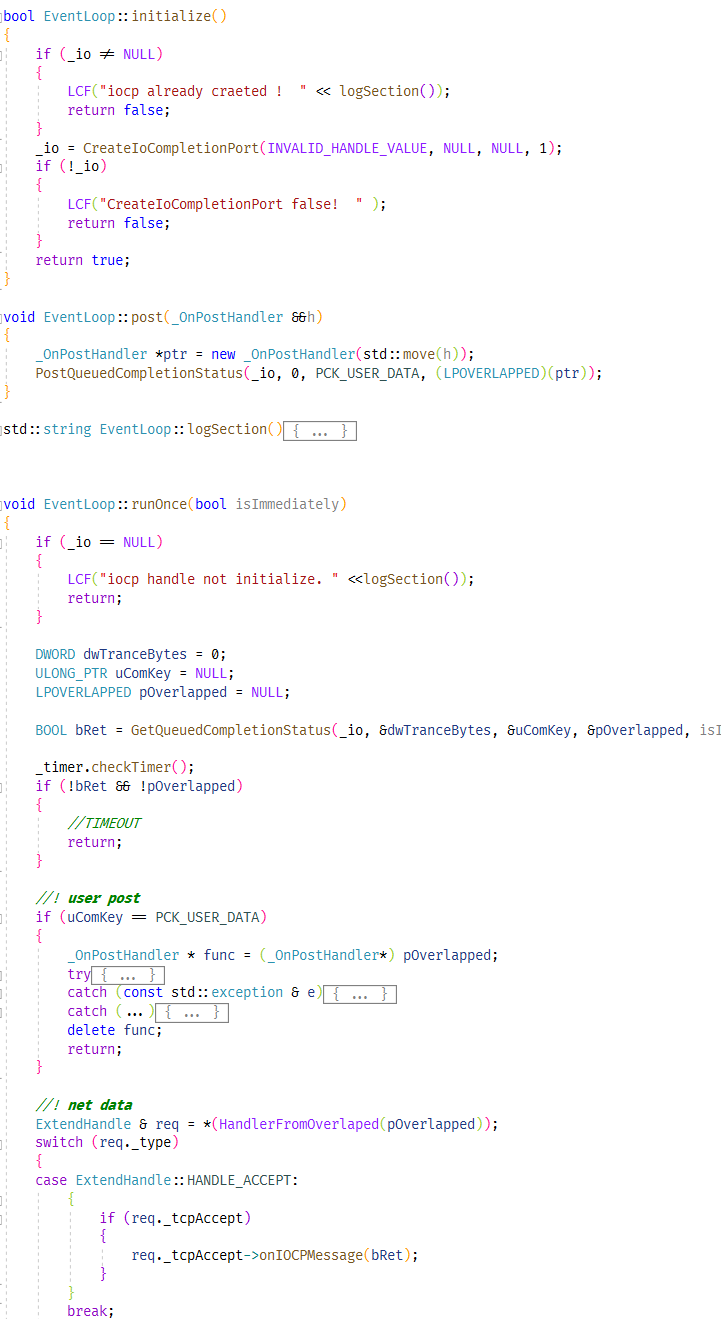 bool EventLoop::initialize()
{
    if (_io != NULL)
    {
        LCF("iocp already craeted !  " << logSection());
        return false;
    }
    _io = CreateIoCompletionPort(INVALID_HANDLE_VALUE, NULL, NULL, 1);
    if (!_io)
    {
        LCF("CreateIoCompletionPort false!  " );
        return false;
    }
    return true;
}

void EventLoop::post(_OnPostHandler &&h)
{
    _OnPostHandler *ptr = new _OnPostHandler(std::move(h));
    PostQueuedCompletionStatus(_io, 0, PCK_USER_DATA, (LPOVERLAPPED)(ptr));
}

std::string EventLoop::logSection(){ ... }

void EventLoop::runOnce(bool isImmediately)
{
    if (_io == NULL)
    {
        LCF("iocp handle not initialize. " <<logSection());
        return;
    }

    DWORD dwTranceBytes = 0;
    ULONG_PTR uComKey = NULL;
    LPOVERLAPPED pOverlapped = NULL;

    BOOL bRet = GetQueuedCompletionStatus(_io, &dwTranceBytes, &uComKey, &pOverlapped, isI

    _timer.checkTimer();
    if (!bRet && !pOverlapped)
    {
        //TIMEOUT
        return;
    }

    //! user post
    if (uComKey == PCK_USER_DATA)
    {
        _OnPostHandler * func = (_OnPostHandler*) pOverlapped;
        try{ ... }
        catch (const std::exception & e){ ... }
        catch (...){ ... }
        delete func;
        return;
    }

    //! net data
    ExtendHandle & req = *(HandlerFromOverlaped(pOverlapped));
    switch (req._type)
    {
    case ExtendHandle::HANDLE_ACCEPT:
        {
            if (req._tcpAccept)
            {
                req._tcpAccept->onIOCPMessage(bRet);
            }
        }
        break;